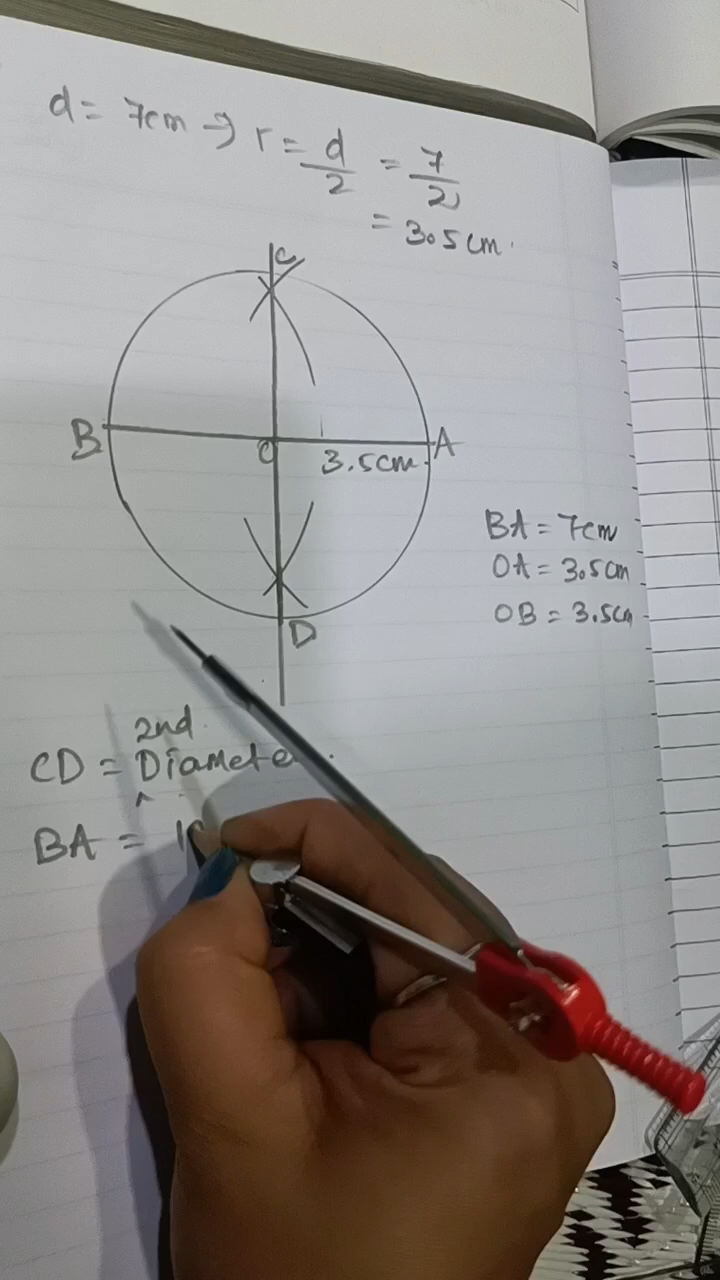 d = 7cm → r = d/2 = 7/2
= 3.5 cm.
C
B
O
A
3.5cm.
BA = 7cm
OA = 3.5cm
OB = 3.5cm
D
2nd
CD = Diameter.
^
BA =